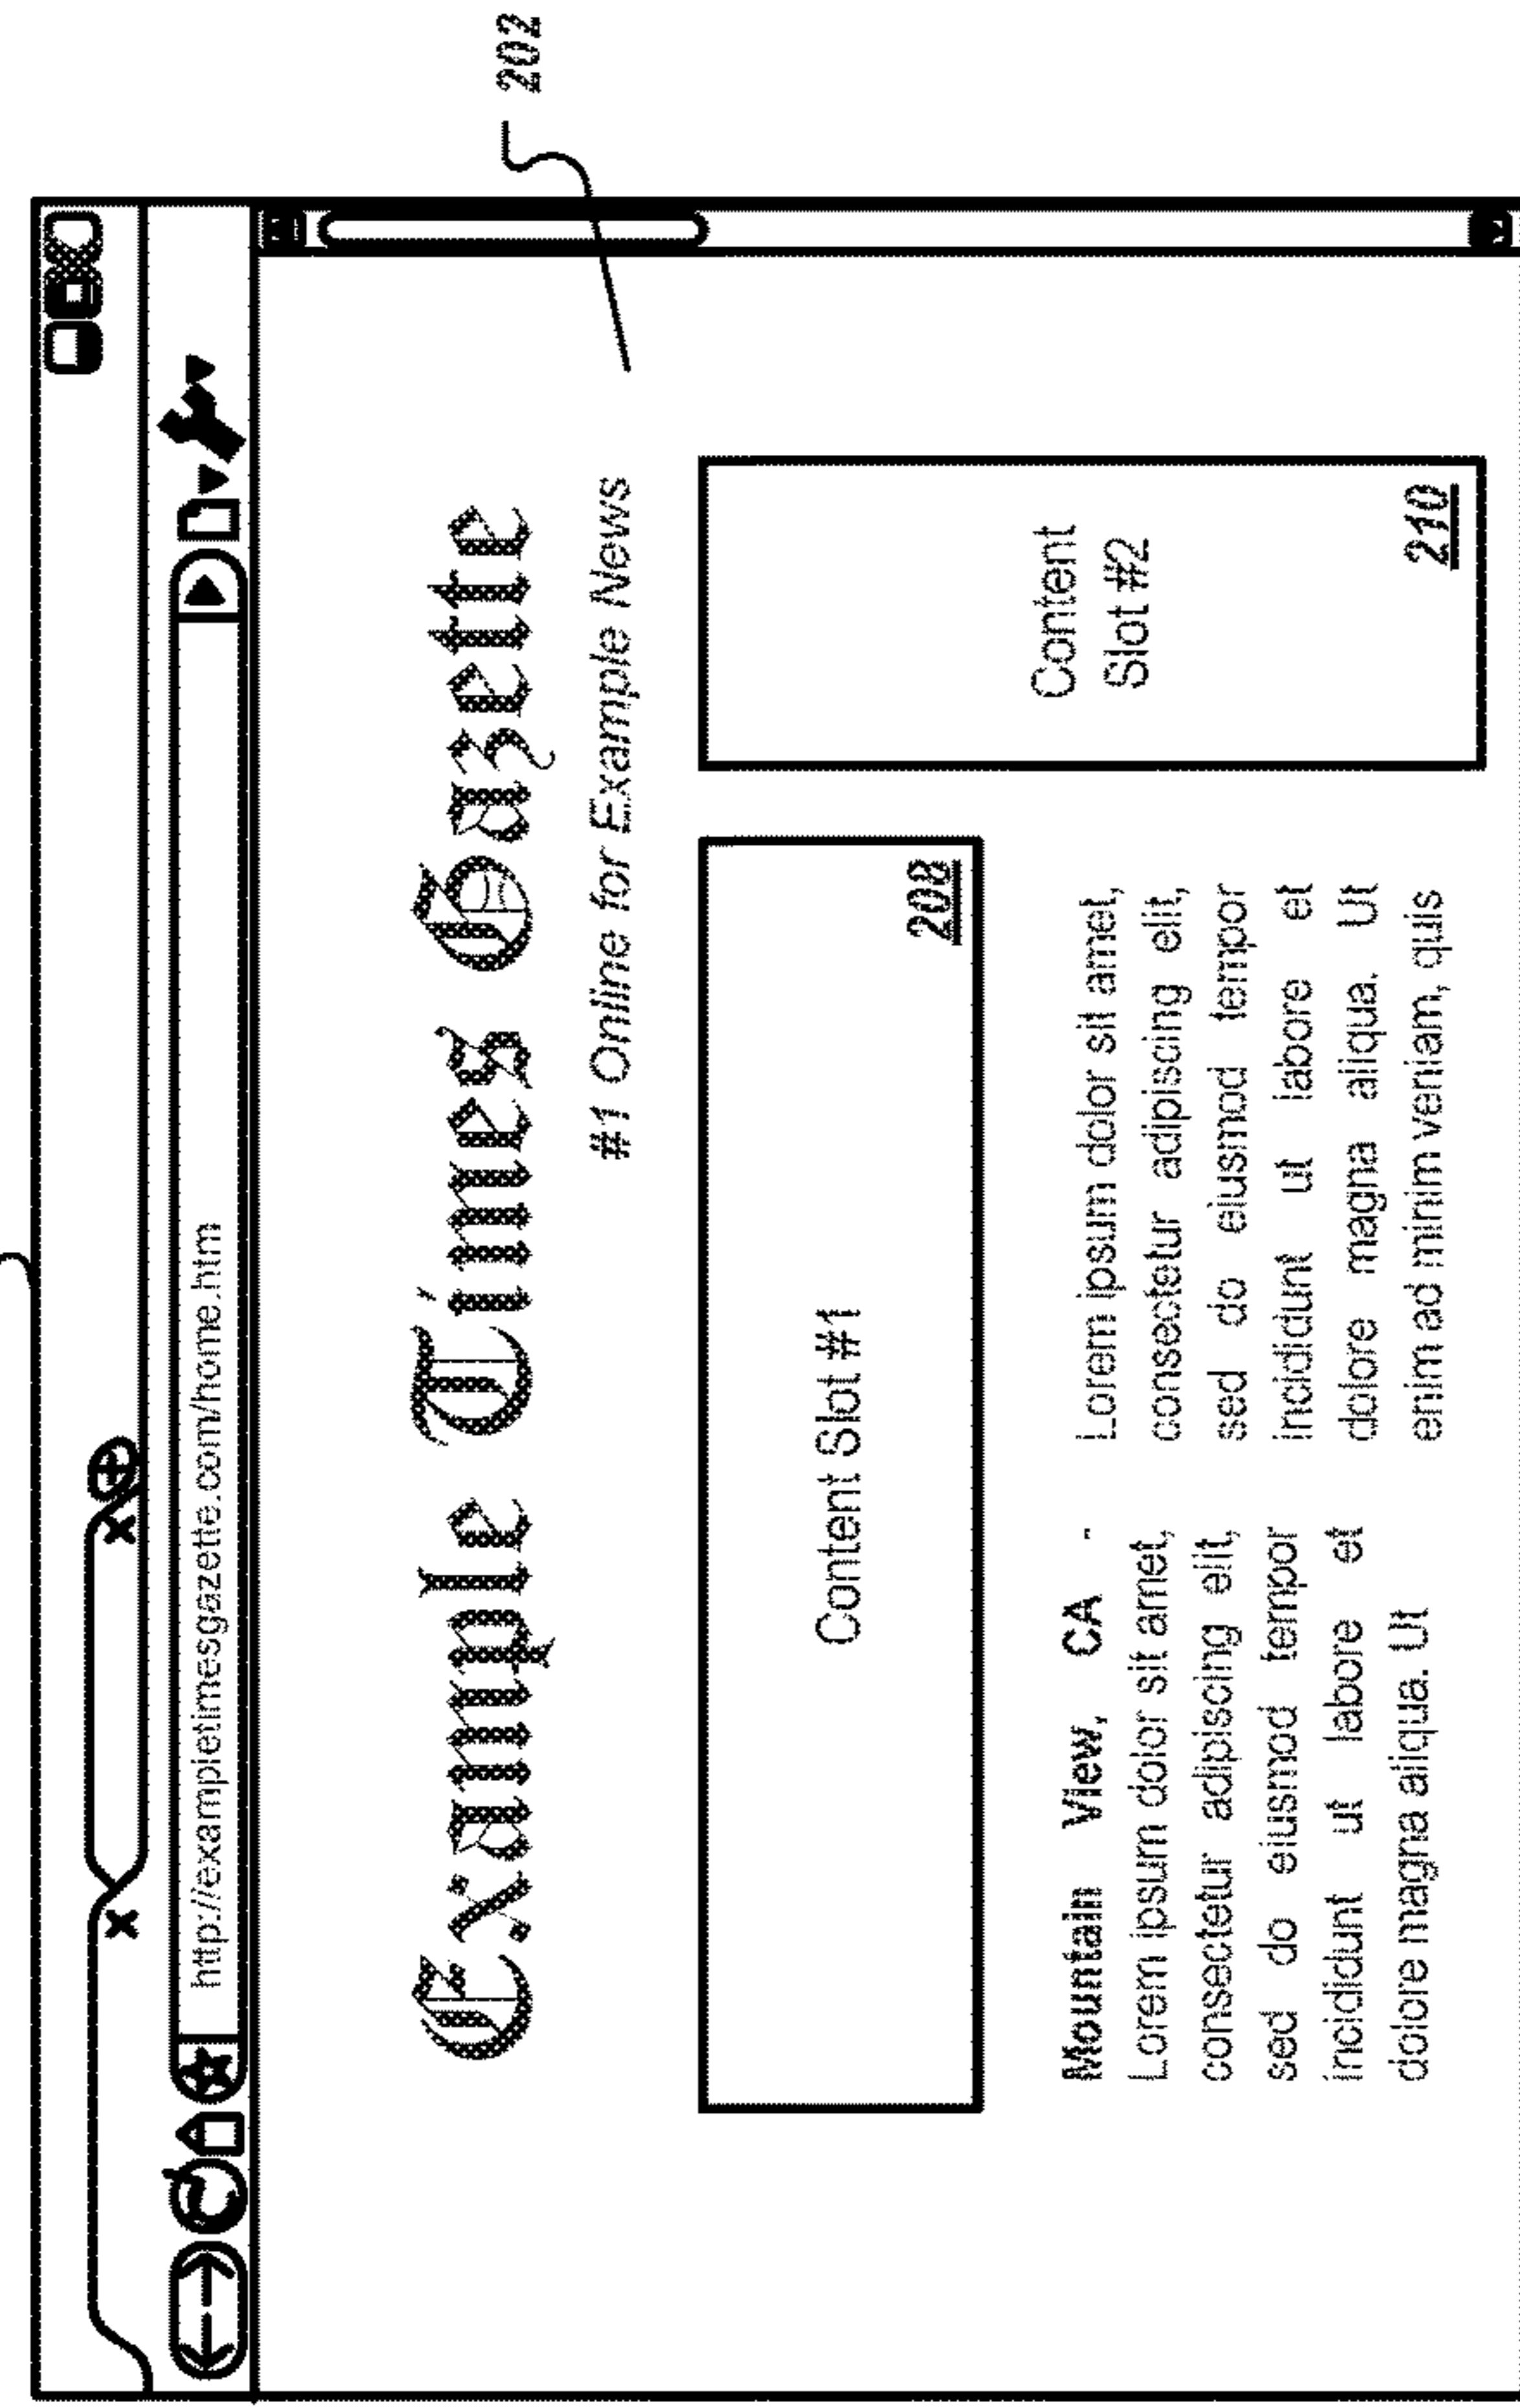 202
http://exampletimesgazette.com/home.htm
Example Times Gazette
#1 Online for Example News
Content Slot #1
208
Content
Slot #2
210
Mountain View, CA -
Lorem ipsum dolor sit amet,
consectetur adipiscing elit,
sed do eiusmod tempor
incididunt ut labore et
dolore magna aliqua. Ut
Lorem ipsum dolor sit amet,
consectetur adipiscing elit,
sed do eiusmod tempor
incididunt ut labore et
dolore magna aliqua. Ut
enim ad minim veniam, quis